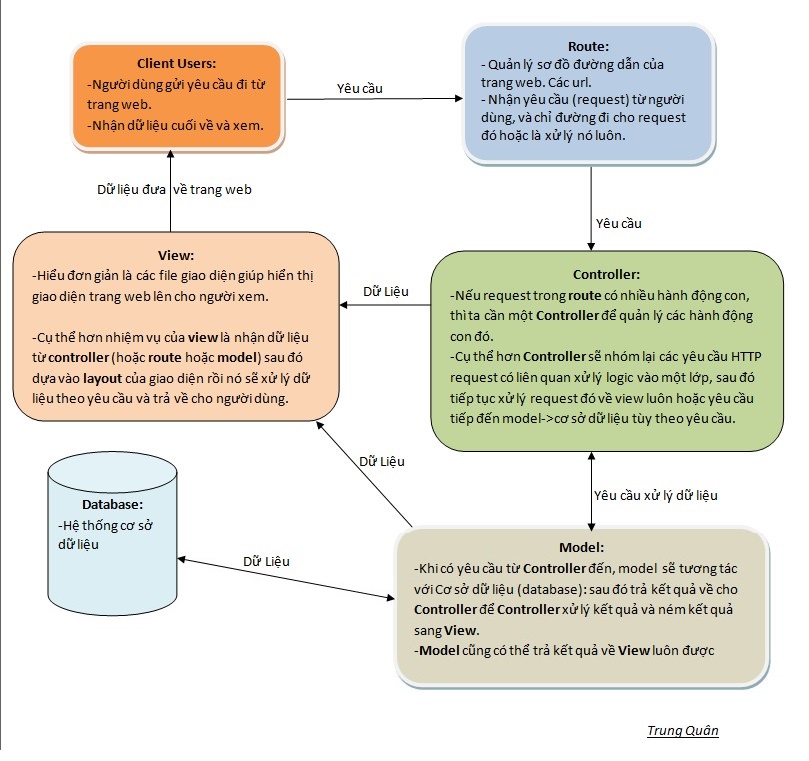 Client Users:
-Người dùng gửi yêu cầu đi từ
trang web.
-Nhận dữ liệu cuối về và xem.
Yêu cầu
Route:
- Quản lý sơ đồ đường dẫn của
trang web. Các url.
- Nhận yêu cầu (request) từ người
dùng, và chỉ đường đi cho request
đó hoặc là xử lý nó luôn.
Dữ liệu đưa về trang web
Yêu cầu
View:
-Hiểu đơn giản là các file giao diện giúp hiển thị
giao diện trang web lên cho người xem.
-Cụ thể hơn nhiệm vụ của view là nhận dữ liệu
từ controller (hoặc route hoặc model) sau đó
dựa vào layout của giao diện rồi nó sẽ xử lý dữ
liệu theo yêu cầu và trả về cho người dùng.
Dữ Liệu
Controller:
-Nếu request trong route có nhiều hành động con,
thì ta cần một Controller để quản lý các hành động
con đó.
-Cụ thể hơn Controller sẽ nhóm lại các yêu cầu HTTP
request có liên quan xử lý logic vào một lớp, sau đó
tiếp tục xử lý request đó về view luôn hoặc yêu cầu
tiếp đến model->cơ sở dữ liệu tùy theo yêu cầu.
Dữ Liệu
Yêu cầu xử lý dữ liệu
Database:
-Hệ thống cơ sở
dữ liệu
Dữ Liệu
Model:
-Khi có yêu cầu từ Controller đến, model sẽ tương tác
với Cơ sở dữ liệu (database): sau đó trả kết quả về cho
Controller để Controller xử lý kết quả và ném kết quả
sang View.
-Model cũng có thể trả kết quả về View luôn được
Trung Quân